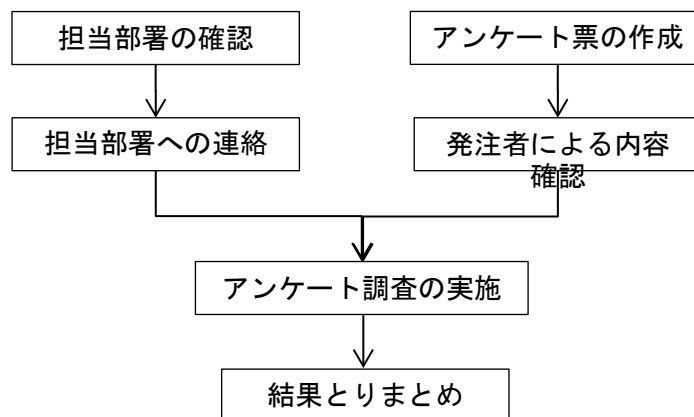 担当部署の確認
アンケート票の作成
担当部署への連絡
発注者による内容
確認
アンケート調査の実施
結果とりまとめ